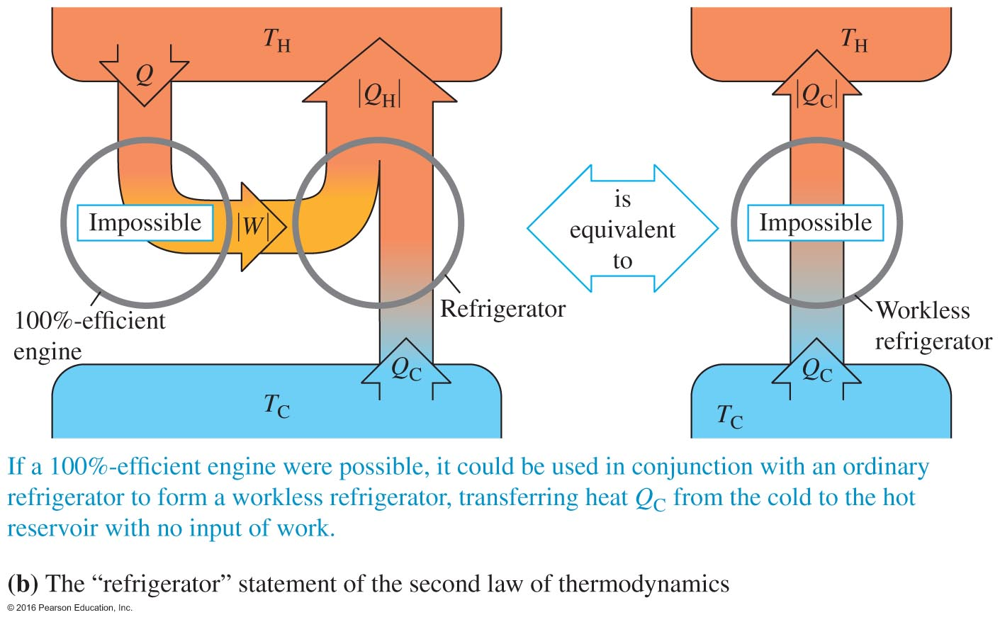 T_H
T_H
Q
|Q_H|
|Q_C|
is
equivalent
to
Impossible
|W|
Impossible
100%-efficient
engine
Refrigerator
Workless
refrigerator
Q_C
Q_C
T_C
T_C
If a 100%-efficient engine were possible, it could be used in conjunction with an ordinary
refrigerator to form a workless refrigerator, transferring heat Q_C from the cold to the hot
reservoir with no input of work.
(b) The “refrigerator” statement of the second law of thermodynamics
© 2016 Pearson Education, Inc.